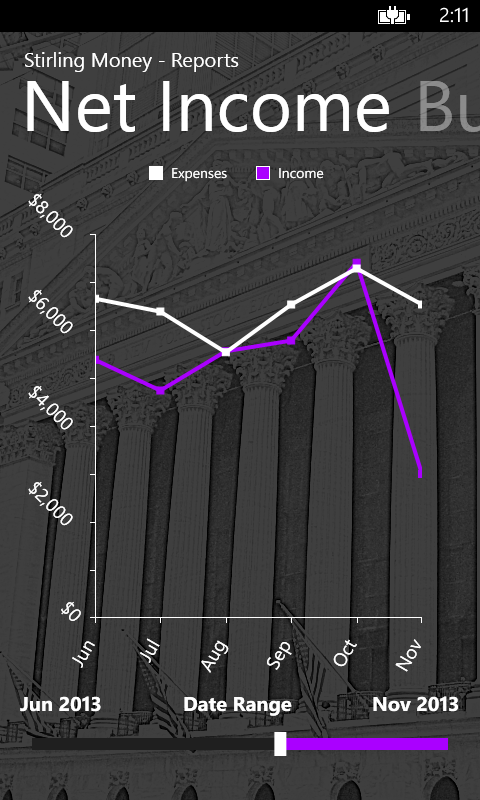 2:11
Stirling Money - Reports
Net Income Bu
Expenses Income
$8,000
$6,000
$4,000
$2,000
$0
Jun Jul Aug Sep Oct Nov
Jun 2013 Date Range Nov 2013